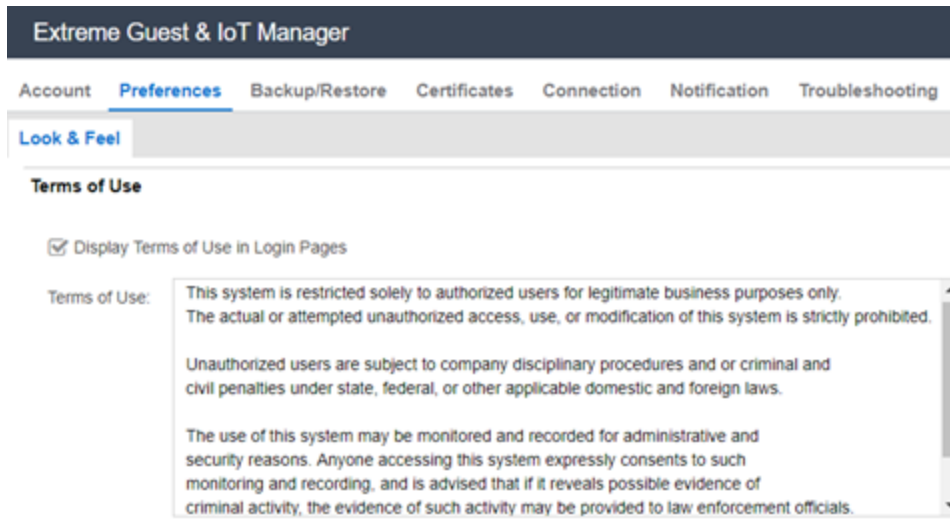 Extreme Guest & IoT Manager
Account Preferences Backup/Restore Certificates Connection Notification Troubleshooting
Look & Feel
Terms of Use
Display Terms of Use in Login Pages
Terms of Use:
This system is restricted solely to authorized users for legitimate business purposes only.
The actual or attempted unauthorized access, use, or modification of this system is strictly prohibited.
Unauthorized users are subject to company disciplinary procedures and or criminal and
civil penalties under state, federal, or other applicable domestic and foreign laws.
The use of this system may be monitored and recorded for administrative and
security reasons. Anyone accessing this system expressly consents to such
monitoring and recording, and is advised that if it reveals possible evidence of
criminal activity, the evidence of such activity may be provided to law enforcement officials.